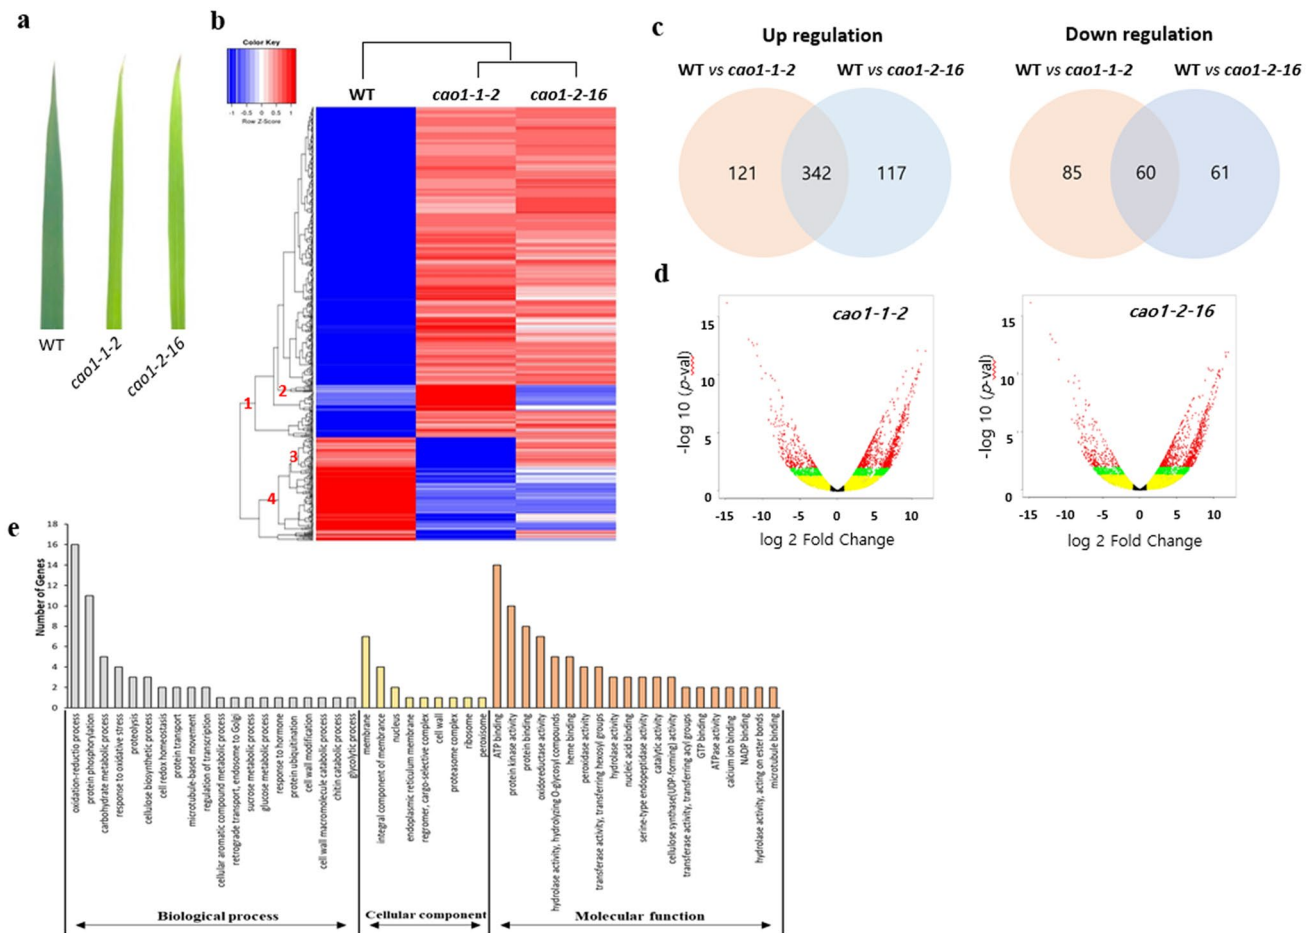 a
WT
cao1-1-2
cao1-2-16
b
Color Key
-1 -0.5 0 0.5 1
Row Z-Score
WT
cao1-1-2
cao1-2-16
1
2
3
4
c
Up regulation
WT vs cao1-1-2
WT vs cao1-2-16
121
342
117
Down regulation
WT vs cao1-1-2
WT vs cao1-2-16
85
60
61
d
cao1-1-2
-log 10 (p-val)
15
10
5
0
-15 -10 -5 0 5 10
log 2 Fold Change
cao1-2-16
-log 10 (p-val)
15
10
5
0
-15 -10 -5 0 5 10
log 2 Fold Change
e
Number of Genes
18
16
14
12
10
8
6
4
2
0
oxidation-reductio process
protein phosphorylation
carbohydrate metabolic process
response to oxidative stress
proteolysis
cellulose biosynthetic process
cell redox homeostasis
protein transport
microtubule-based movement
regulation of transcription
cellular aromatic compound metabolic process
retrograde transport, endosome to Golgi
sucrose metabolic process
glucose metabolic process
response to hormone
protein ubiquitination
cell wall modification
cell wall macromolecule catabolic process
chitin catabolic process
glycolytic process
membrane
integral component of membrance
nucleus
endoplasmic reticulum membrane
regromer, cargo-selective complex
cell wall
proteasome complex
ribosome
peroxisome
ATP binding
protein kinase activity
protein binding
oxidoreductase activity
hydrolase activity, hydrolyzing O-glycosyl compounds
heme binding
peroxidase activity
transferase activity, transferring hexosyl groups
hydrolase activity
nucleic acid binding
serine-type endopeptidase activity
catalytic activity
cellulose synthase(UDP-forming) activity
transferase activity, transferring acyl groups
GTP binding
ATPase activity
calcium ion binding
NADP binding
hydrolase activity, acting on ester bonds
microtubule binding
Biological process
Cellular component
Molecular function